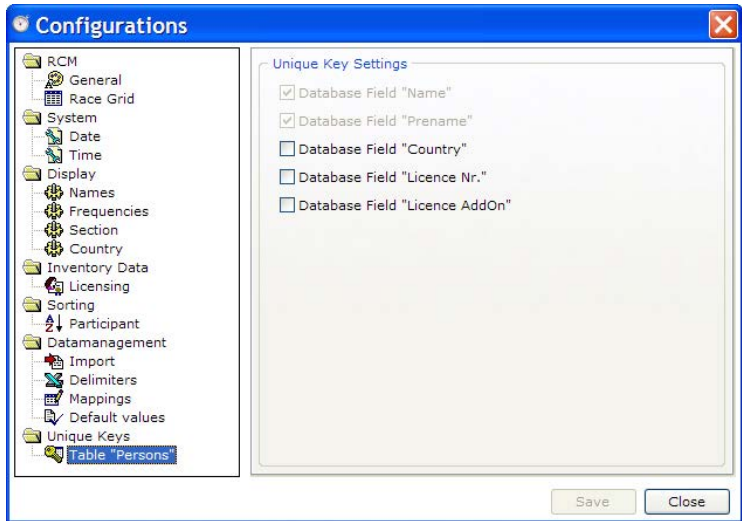 Configurations
RCM
General
Race Grid
System
Date
Time
Display
Names
Frequencies
Section
Country
Inventory Data
Licensing
Sorting
Participant
Datamanagement
Import
Delimiters
Mappings
Default values
Unique Keys
Table "Persons"
Unique Key Settings
Database Field "Name"
Database Field "Prename"
Database Field "Country"
Database Field "Licence Nr."
Database Field "Licence AddOn"
Save
Close